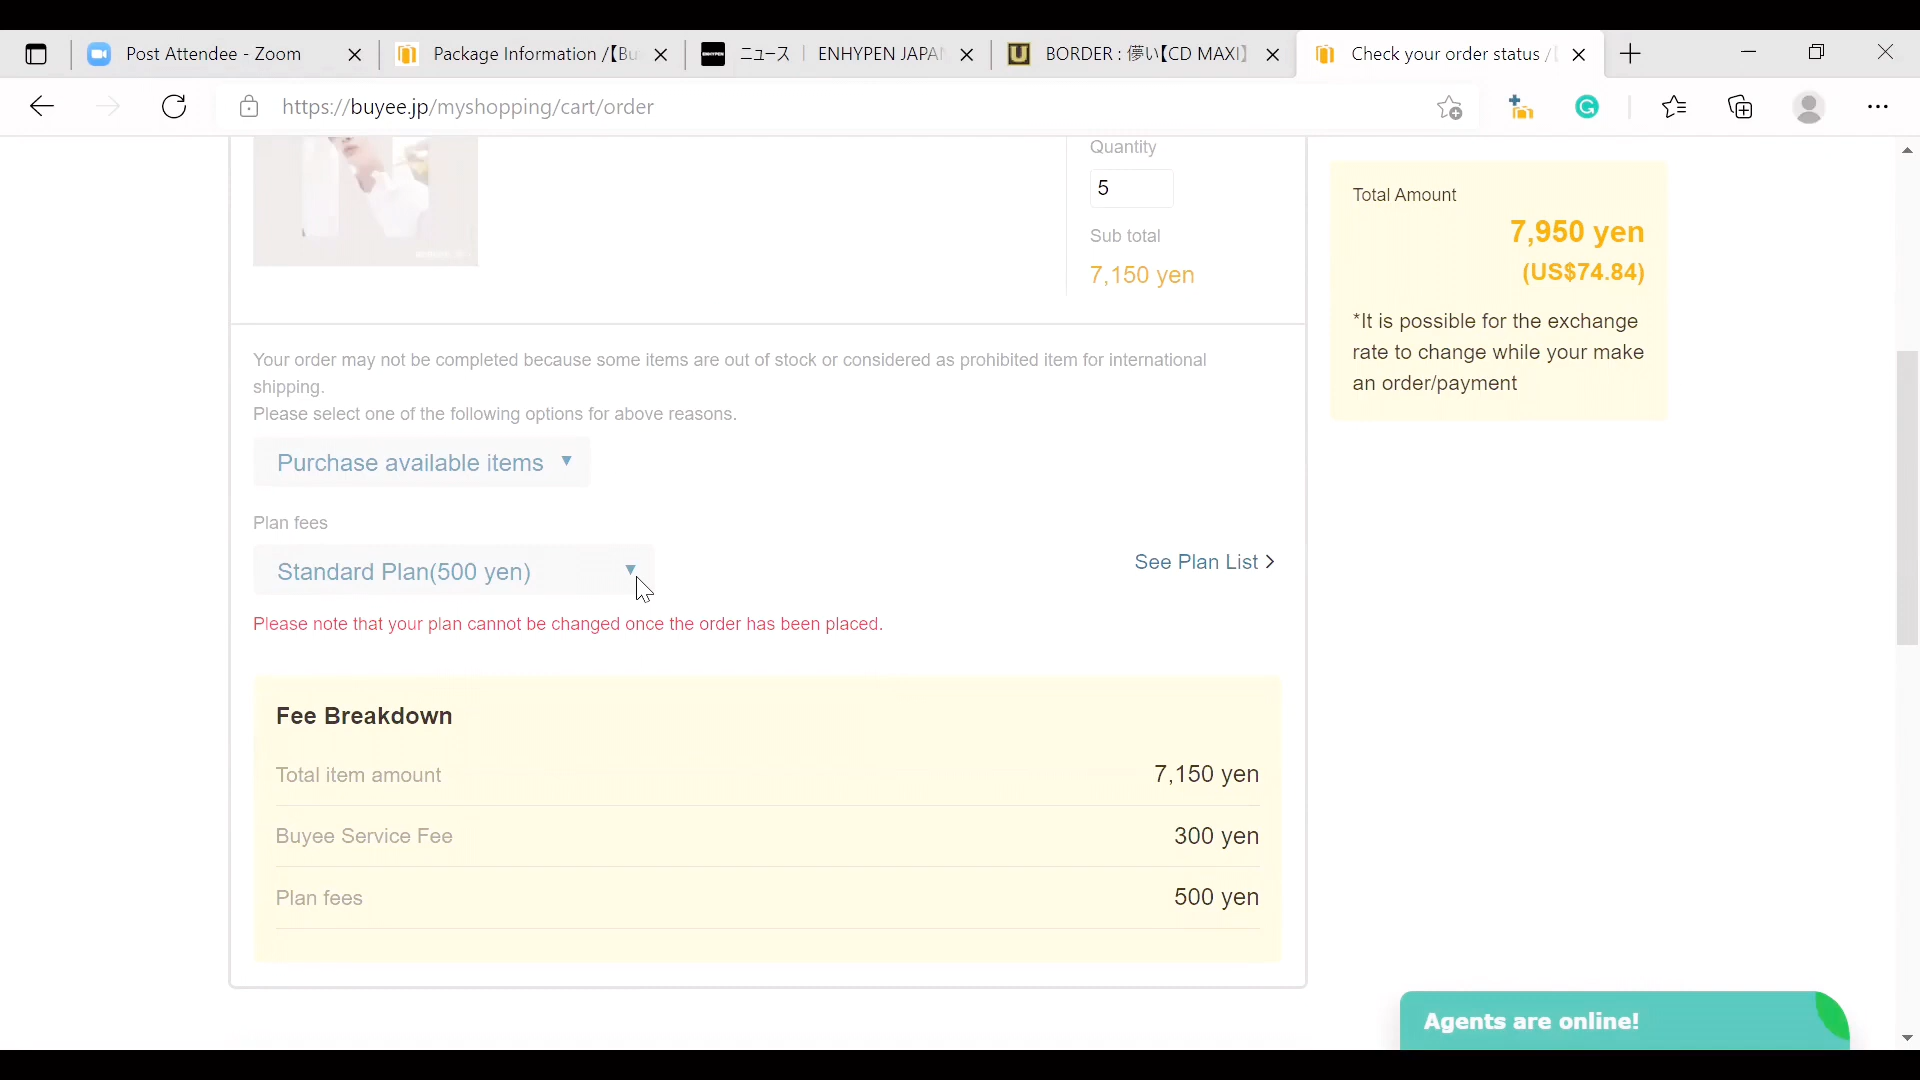 Post Attendee - Zoom
Package Information /【Bu
ニュース | ENHYPEN JAPA
BORDER : 儚い【CD MAXI】
Check your order status /
https://buyee.jp/myshopping/cart/order
Quantity
5
Sub total
7,150 yen
Total Amount
7,950 yen
(US$74.84)
*It is possible for the exchange
rate to change while your make
an order/payment
Your order may not be completed because some items are out of stock or considered as prohibited item for international
shipping.
Please select one of the following options for above reasons.
Purchase available items
Plan fees
Standard Plan(500 yen)
See Plan List
Please note that your plan cannot be changed once the order has been placed.
Fee Breakdown
Total item amount 7,150 yen
Buyee Service Fee 300 yen
Plan fees 500 yen
Agents are online!